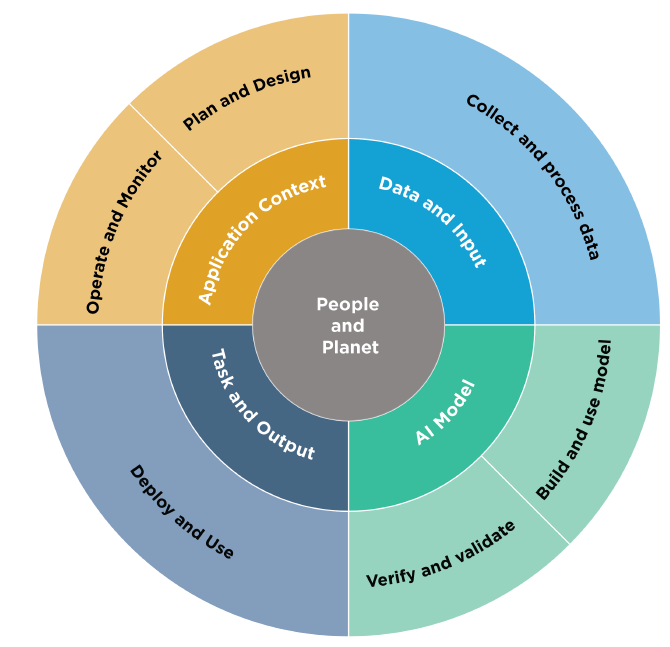 Plan and Design
Collect and process data
Operate and Monitor
Application Context
Data and Input
People
and
Planet
Task and Output
AI Model
Build and use model
Deploy and Use
Verify and validate